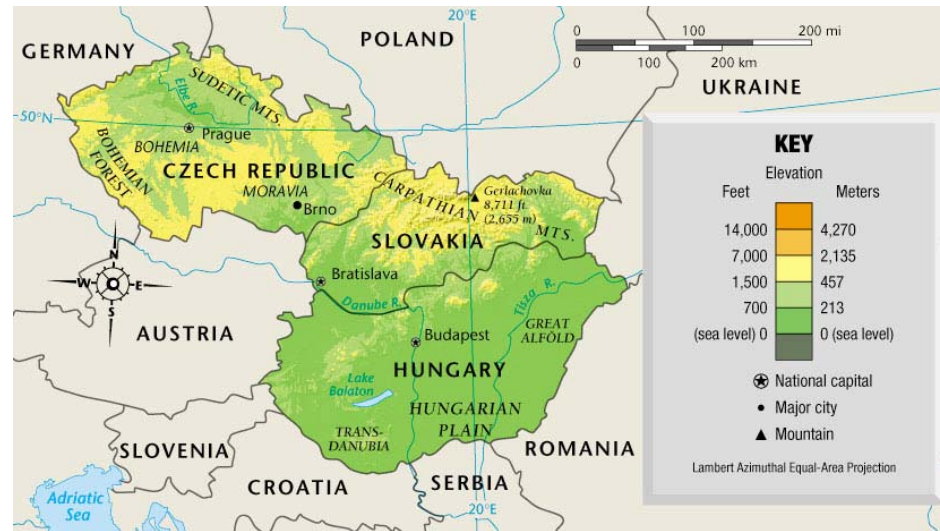 20°E
GERMANY
POLAND
0 100 200 mi
0 100 200 km
UKRAINE
SUDETIC MTS.
Elbe R.
50°N
Prague
BOHEMIA
BOHEMIAN
FOREST
CZECH REPUBLIC
MORAVIA
Brno
CARPATHIAN
MTS.
Gerlachovka
8,711 ft
(2,655 m)
SLOVAKIA
N
W E
S
Bratislava
Danube R.
Tisza R.
AUSTRIA
Budapest
GREAT
ALFÖLD
HUNGARY
Lake
Balaton
HUNGARIAN
PLAIN
TRANS-
DANUBIA
SLOVENIA
ROMANIA
CROATIA
SERBIA
Adriatic
Sea
20°E
KEY
Elevation
Feet Meters
14,000 4,270
7,000 2,135
1,500 457
700 213
(sea level) 0 0 (sea level)
National capital
Major city
Mountain
Lambert Azimuthal Equal-Area Projection